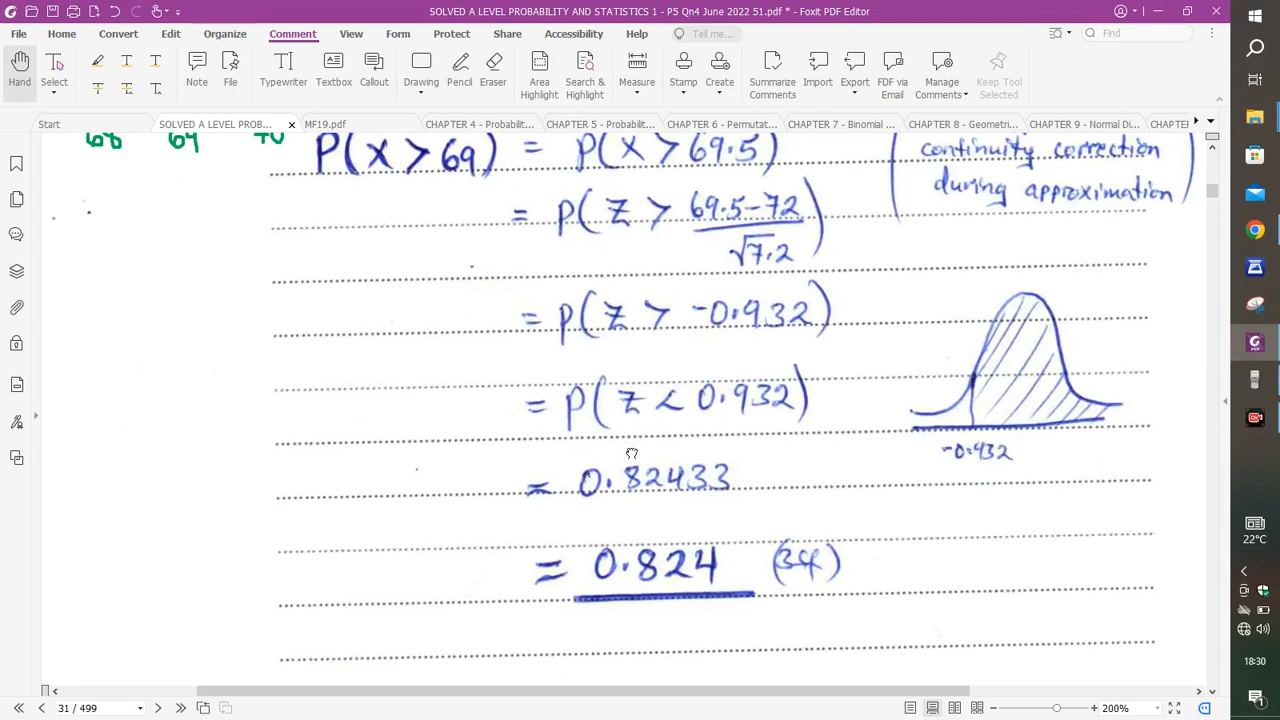 SOLVED A LEVEL PROBABILITY AND STATISTICS 1 - P5 Qn4 June 2022 51.pdf * - Foxit PDF Editor
File Home Convert Edit Organize Comment View Form Protect Share Accessibility Help Tell me... Find
Hand Select Note File Typewriter Textbox Callout Drawing Pencil Eraser Area Highlight Search & Highlight Measure Stamp Create Summarize Comments Import Export FDF via Email Manage Comments Keep Tool Selected
Start SOLVED A LEVEL PROB... MF19.pdf CHAPTER 4 - Probabilit... CHAPTER 5 - Probabilit... CHAPTER 6 - Permutat... CHAPTER 7 - Binomial ... CHAPTER 8 - Geometri... CHAPTER 9 - Normal Di... CHAPTE
68 69 70
P(X > 69) = P(X > 69.5)
continuity correction
during approximation
= P(Z > 69.5-72 / √7.2)
= P(Z > -0.932)
= P(Z < 0.932)
-0.932
= 0.82433
= 0.824 (3sf)
31 / 499
200%
22°C
18:30